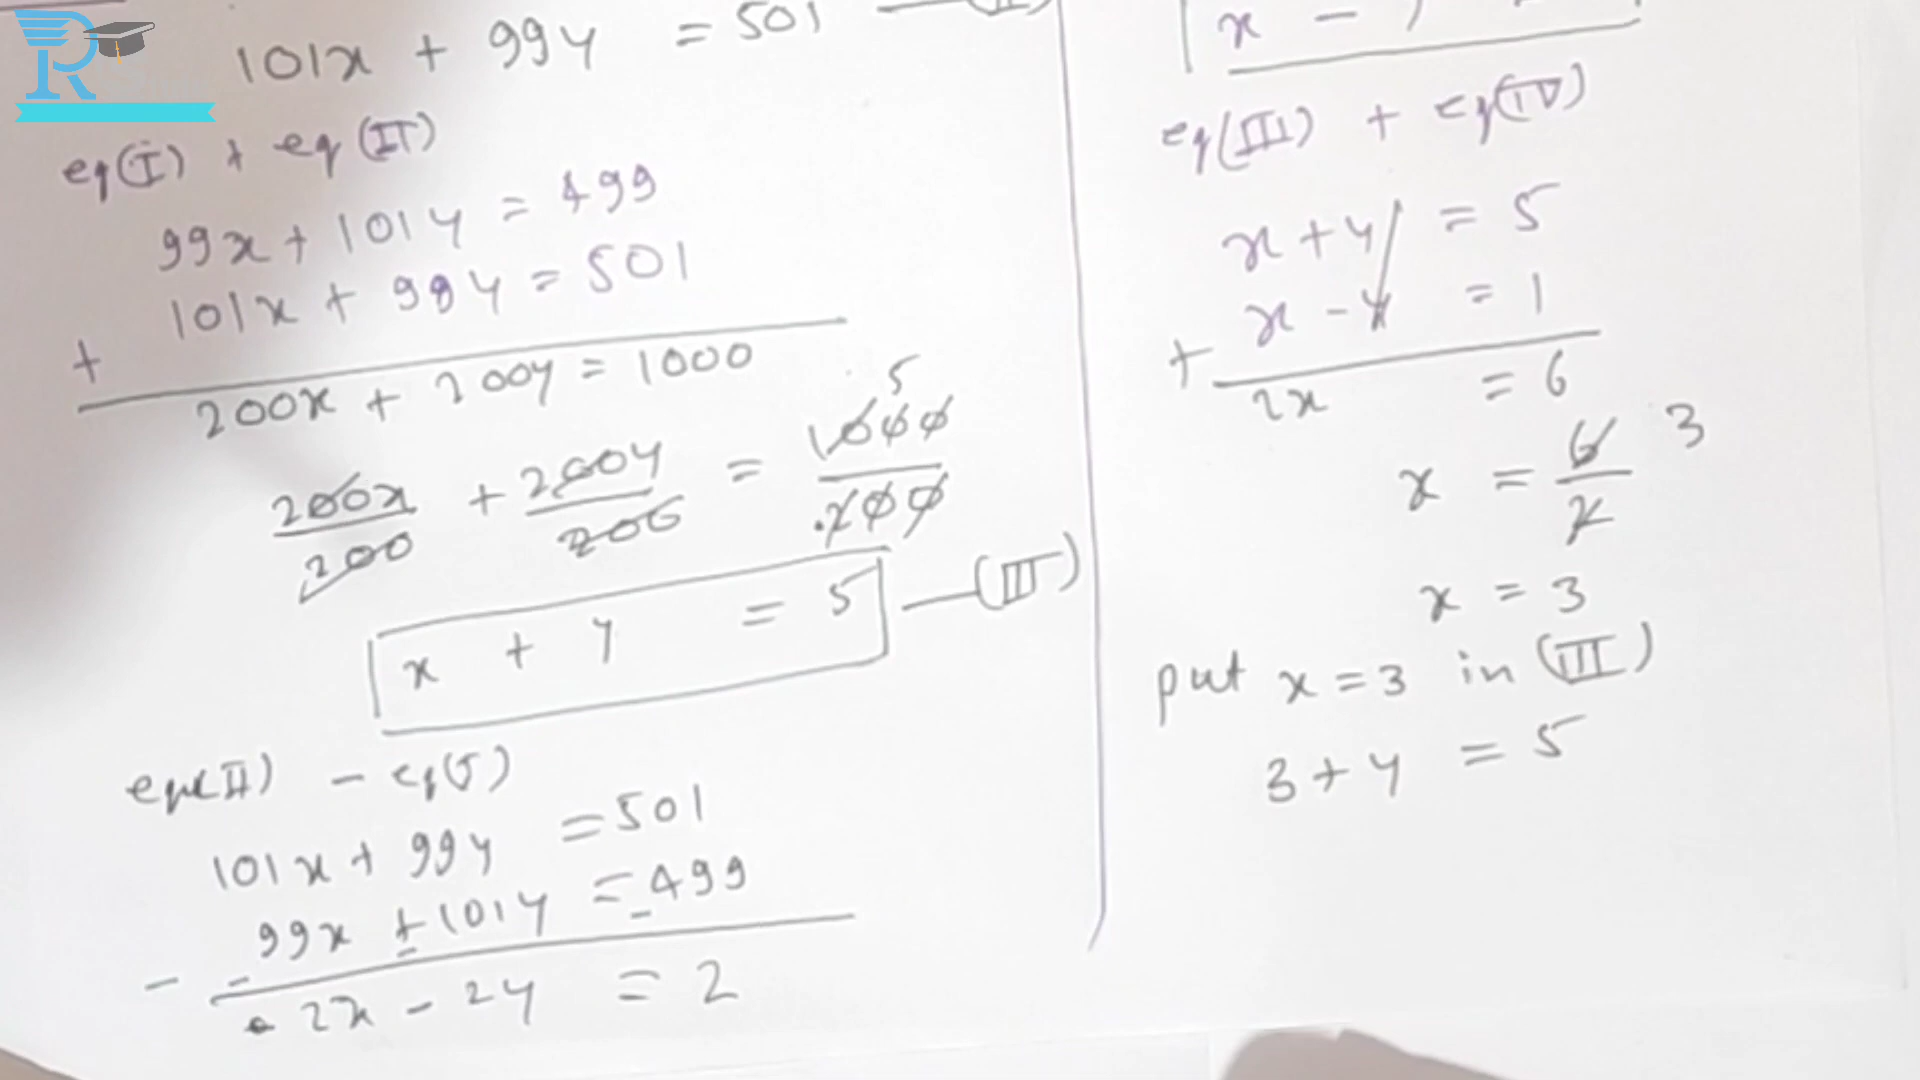 101x + 99y = 501
eq(I) + eq(II)
99x + 101y = 499
101x + 99y = 501
+
200x + 200y = 1000
5
200x/200 + 200y/200 = 1000/200
x + y = 5 —(III)
eq(II) - eq(I)
101x + 99y = 501
99x + 101y = 499
- - - -
2x - 2y = 2
x -
eq(III) + eq(IV)
x + y = 5
x - y = 1
+
2x = 6
x = 6/2 3
x = 3
put x = 3 in (III)
3 + y = 5